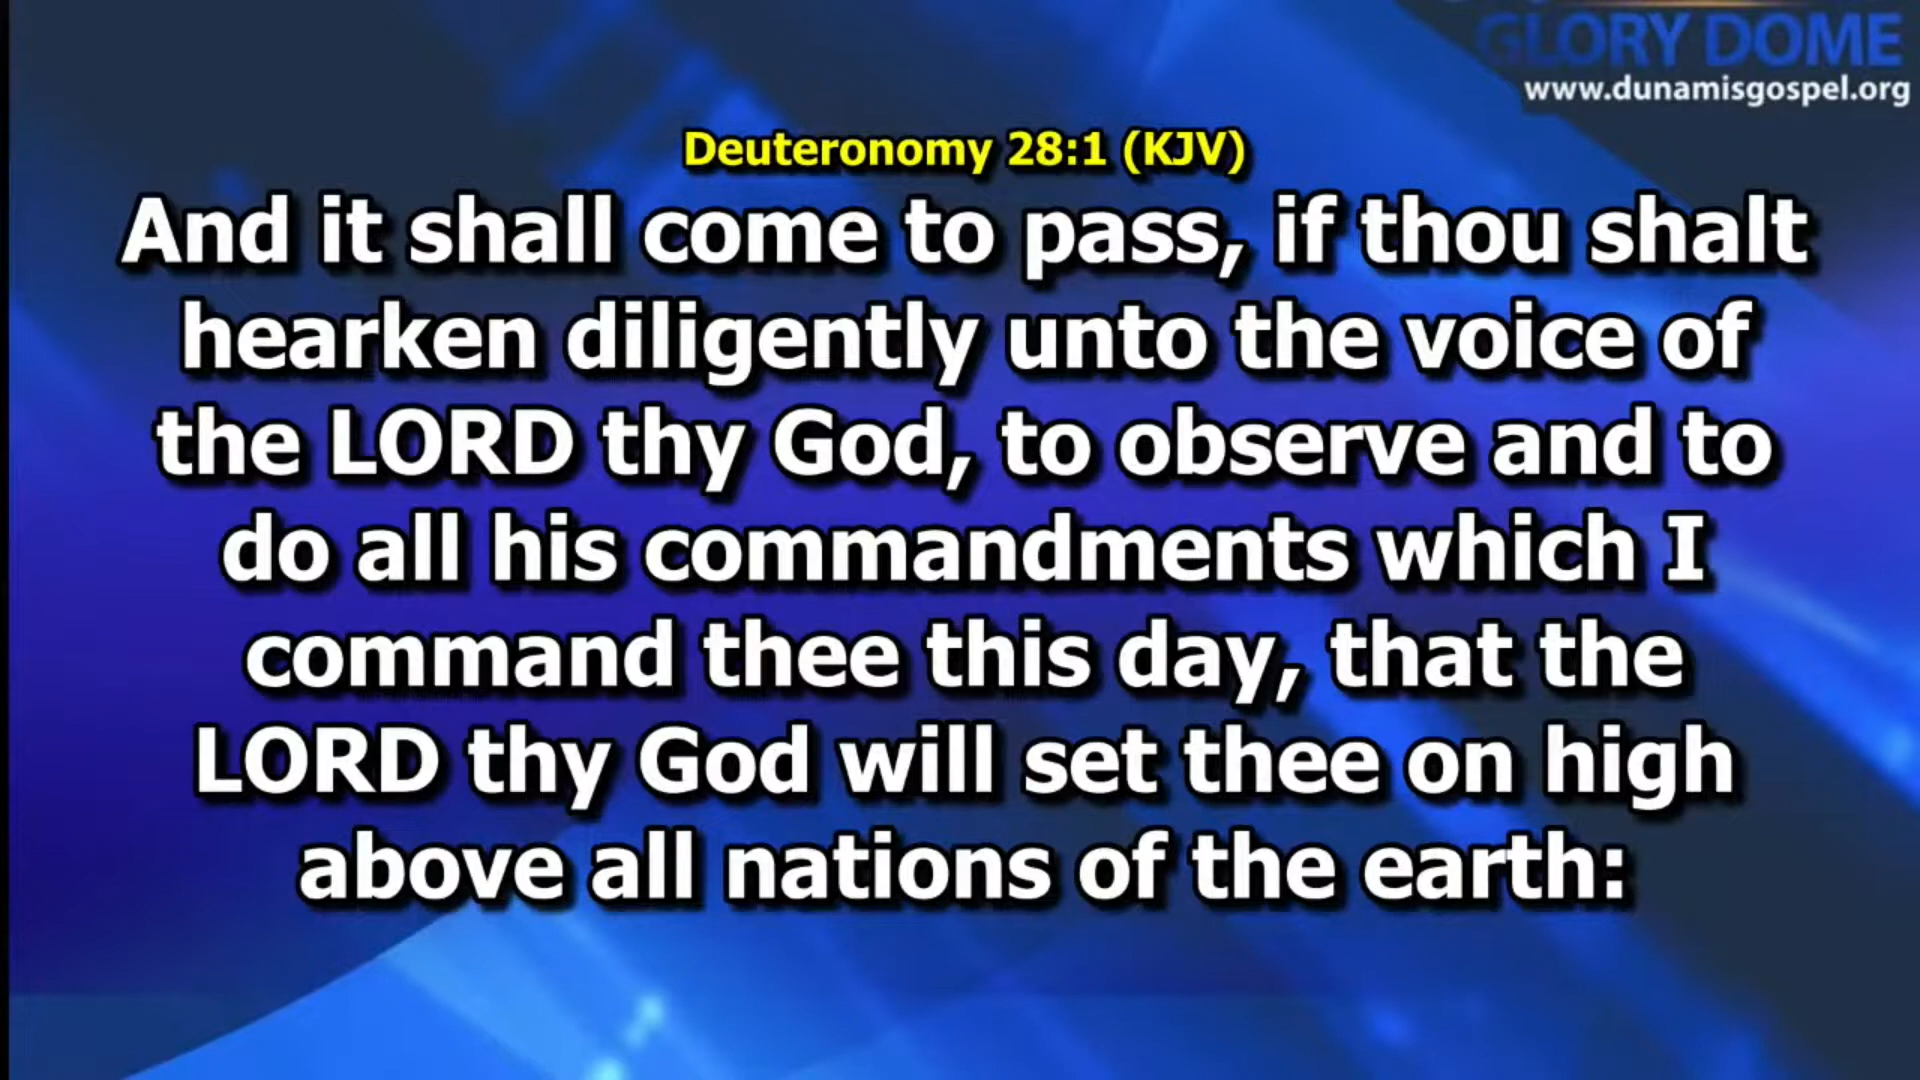 GLORY DOME
www.dunamisgospel.org
Deuteronomy 28:1 (KJV)
And it shall come to pass, if thou shalt
hearken diligently unto the voice of
the LORD thy God, to observe and to
do all his commandments which I
command thee this day, that the
LORD thy God will set thee on high
above all nations of the earth: